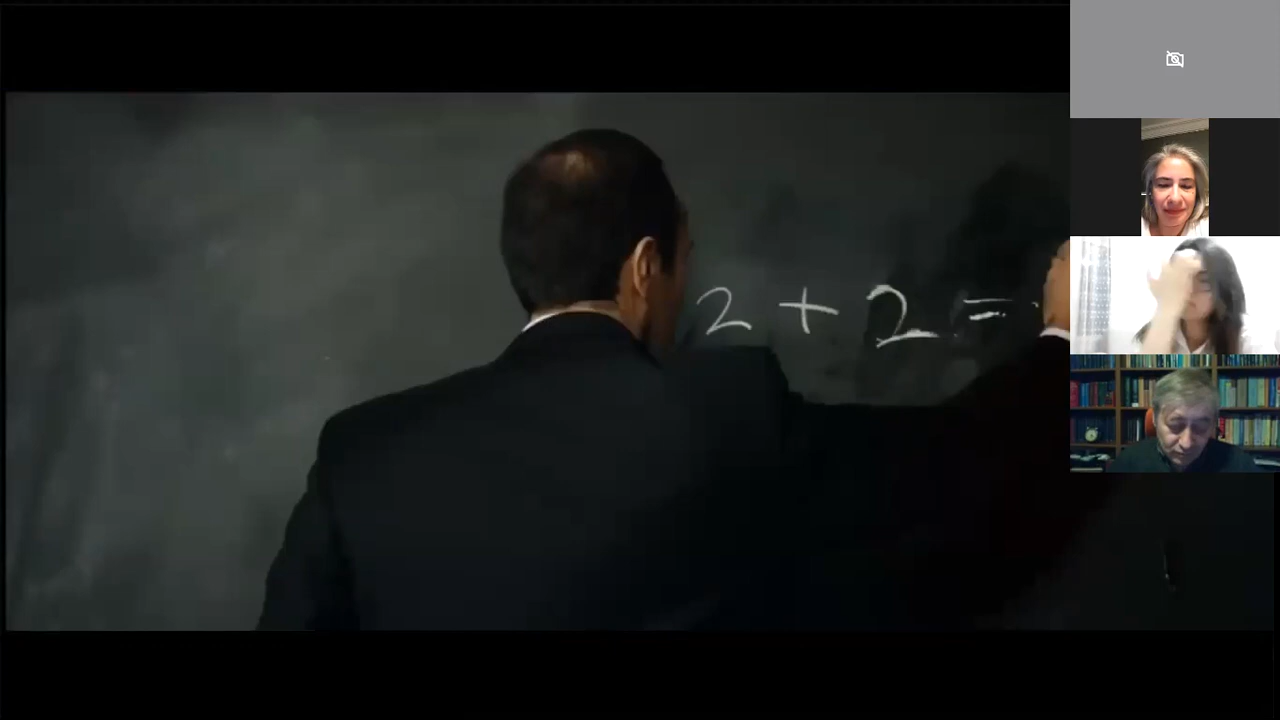 2 + 2 =